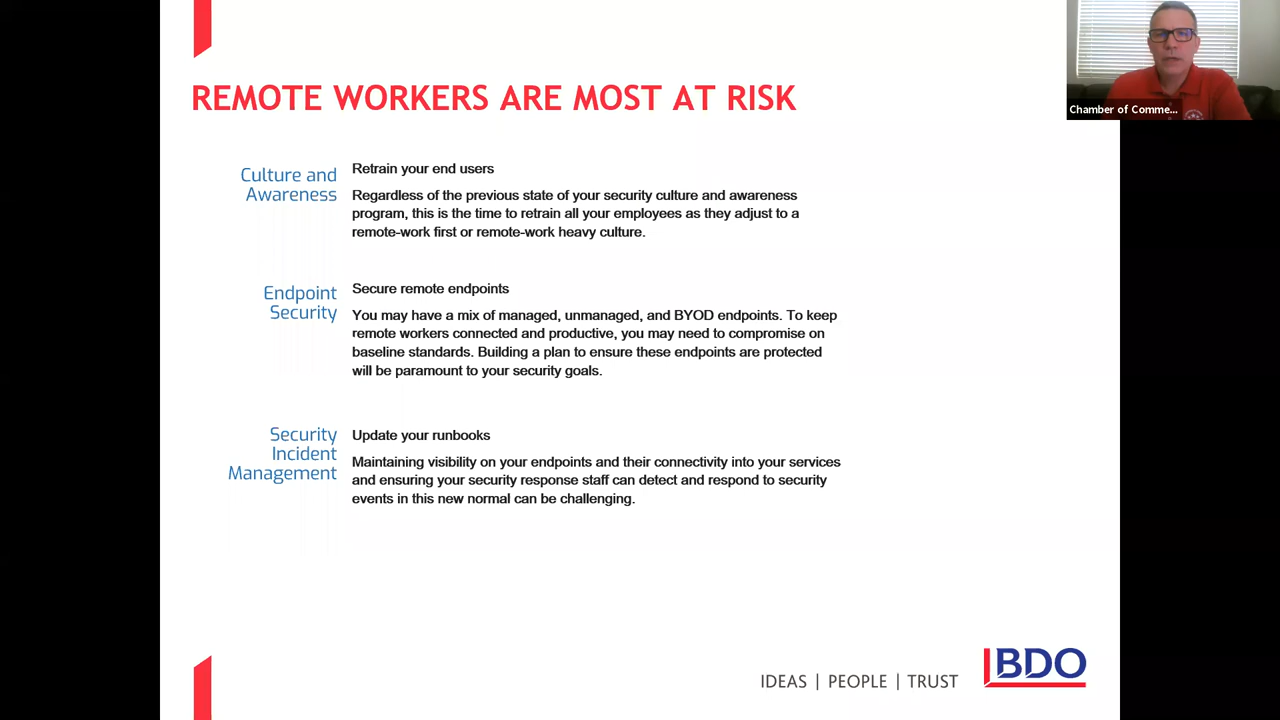 REMOTE WORKERS ARE MOST AT RISK
Chamber of Comme...
Culture and
Awareness
Retrain your end users
Regardless of the previous state of your security culture and awareness
program, this is the time to retrain all your employees as they adjust to a
remote-work first or remote-work heavy culture.
Endpoint
Security
Secure remote endpoints
You may have a mix of managed, unmanaged, and BYOD endpoints. To keep
remote workers connected and productive, you may need to compromise on
baseline standards. Building a plan to ensure these endpoints are protected
will be paramount to your security goals.
Security
Incident
Management
Update your runbooks
Maintaining visibility on your endpoints and their connectivity into your services
and ensuring your security response staff can detect and respond to security
events in this new normal can be challenging.
IDEAS | PEOPLE | TRUST
BDO